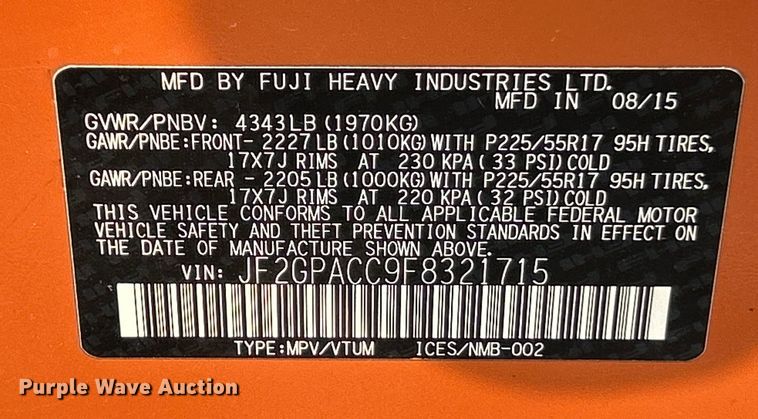 MFD BY FUJI HEAVY INDUSTRIES LTD.
MFD IN 08/15
GVWR/PNBV: 4343LB(1970KG)
GAWR/PNBE:FRONT- 2227LB(1010KG)WITH P225/55R17 95H TIRES,
17X7J RIMS AT 230 KPA( 33 PSI)COLD
GAWR/PNBE:REAR - 2205LB(1000KG)WITH P225/55R17 95H TIRES,
17X7J RIMS AT 220 KPA( 32 PSI)COLD
THIS VEHICLE CONFORMS TO ALL APPLICABLE FEDERAL MOTOR
VEHICLE SAFETY AND THEFT PREVENTION STANDARDS IN EFFECT ON
THE DATE OF MANUFACTURE SHOWN ABOVE.
VIN: JF2GPACC9F8321715
TYPE:MPV/VTUM ICES/NMB-002
Purple Wave Auction